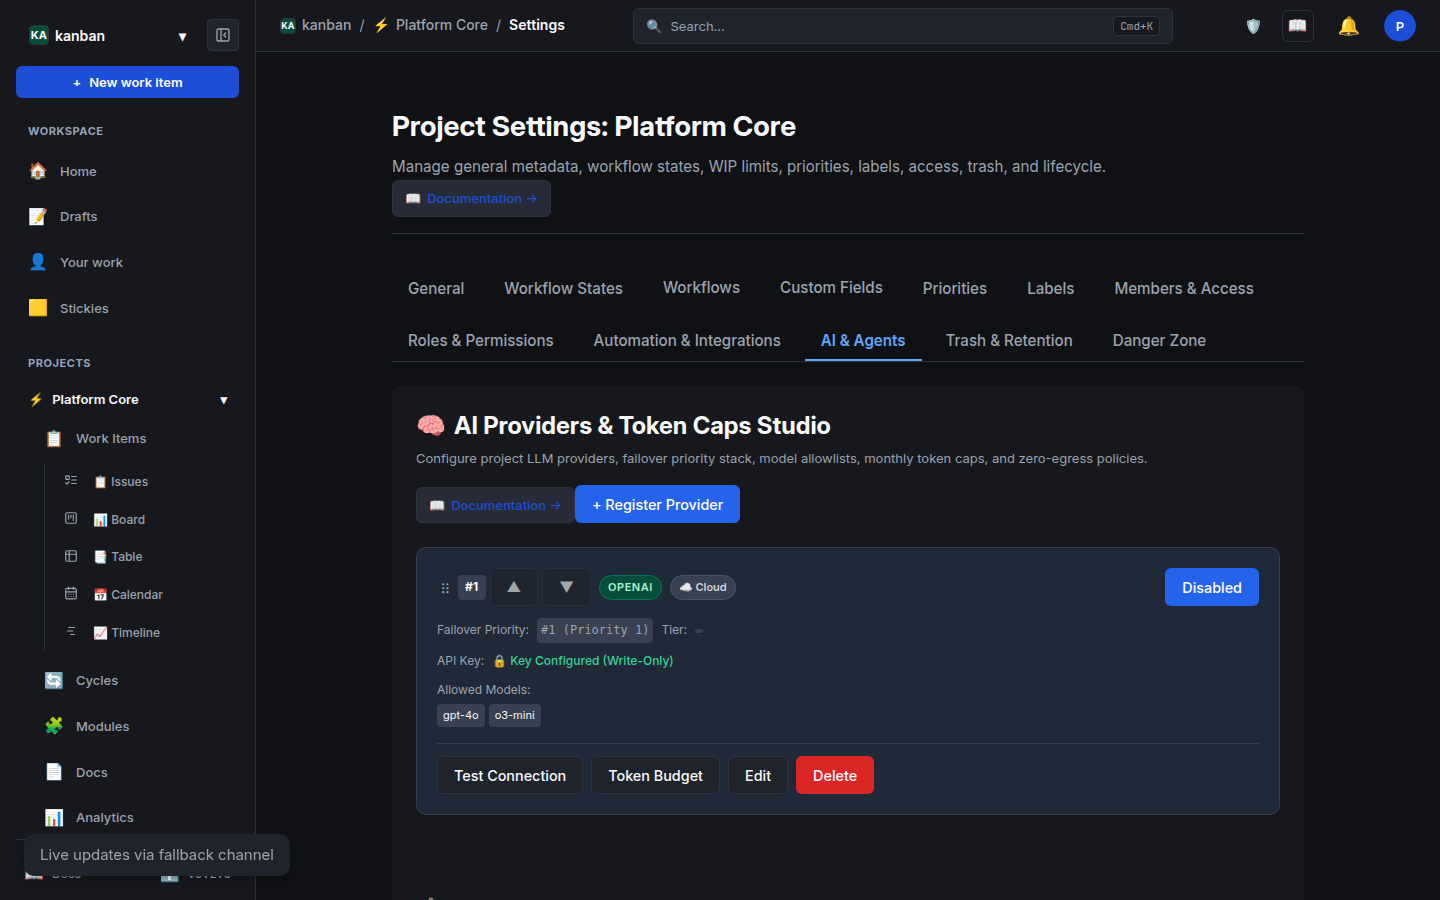 KA kanban ▼
+ New work item
WORKSPACE
Home
Drafts
Your work
Stickies
PROJECTS
Platform Core ▼
Work Items
Issues
Board
Table
Calendar
Timeline
Cycles
Modules
Docs
Analytics
Live updates via fallback channel
KA kanban / ⚡ Platform Core / Settings
Search...
Cmd+K
P
Project Settings: Platform Core
Manage general metadata, workflow states, WIP limits, priorities, labels, access, trash, and lifecycle.
Documentation →
General Workflow States Workflows Custom Fields Priorities Labels Members & Access
Roles & Permissions Automation & Integrations AI & Agents Trash & Retention Danger Zone
AI Providers & Token Caps Studio
Configure project LLM providers, failover priority stack, model allowlists, monthly token caps, and zero-egress policies.
Documentation → + Register Provider
#1 ▲ ▼ OPENAI Cloud Disabled
Failover Priority: #1 (Priority 1) Tier:
API Key: Key Configured (Write-Only)
Allowed Models:
gpt-4o o3-mini
Test Connection Token Budget Edit Delete